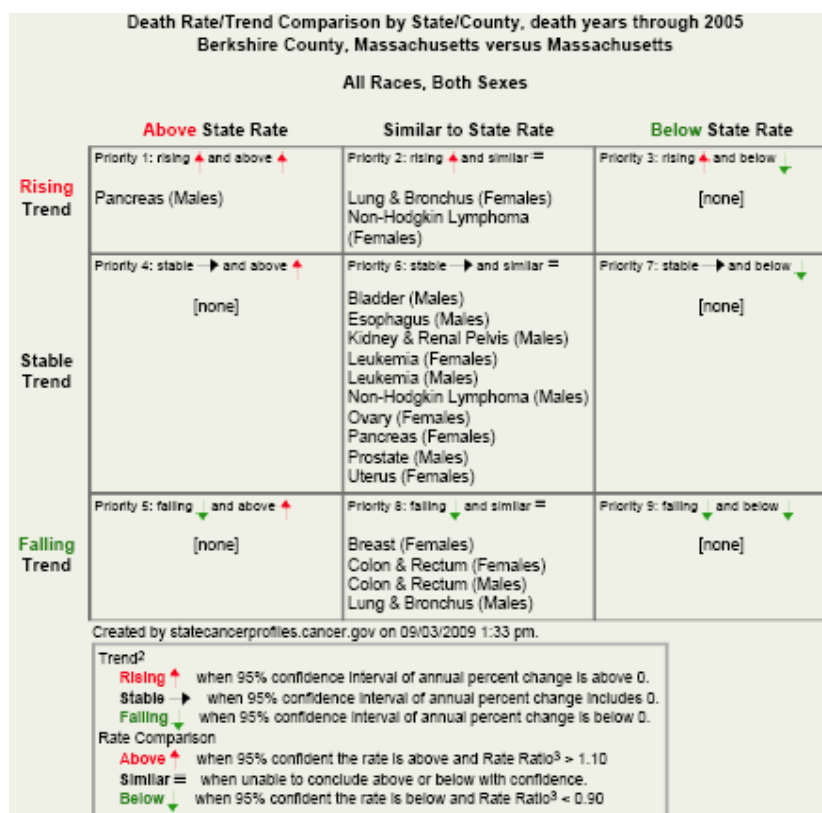 Death Rate/Trend Comparison by State/County, death years through 2005
Berkshire County, Massachusetts versus Massachusetts
All Races, Both Sexes
Above State Rate
Similar to State Rate
Below State Rate
Rising
Trend
Priority 1: rising and above
Pancreas (Males)
Priority 2: rising and similar =
Lung & Bronchus (Females)
Non-Hodgkin Lymphoma
(Females)
Priority 3: rising and below
[none]
Stable
Trend
Priority 4: stable → and above
[none]
Priority 6: stable → and similar =
Bladder (Males)
Esophagus (Males)
Kidney & Renal Pelvis (Males)
Leukemia (Females)
Leukemia (Males)
Non-Hodgkin Lymphoma (Males)
Ovary (Females)
Pancreas (Females)
Prostate (Males)
Uterus (Females)
Priority 7: stable → and below
[none]
Falling
Trend
Priority 5: falling and above
[none]
Priority 8: falling and similar =
Breast (Females)
Colon & Rectum (Females)
Colon & Rectum (Males)
Lung & Bronchus (Males)
Priority 9: falling and below
[none]
Created by statecancerprofiles.cancer.gov on 09/03/2009 1:33 pm.
Trend²
Rising when 95% confidence interval of annual percent change is above 0.
Stable → when 95% confidence interval of annual percent change includes 0.
Falling when 95% confidence interval of annual percent change is below 0.
Rate Comparison
Above when 95% confident the rate is above and Rate Ratio³ > 1.10
Similar = when unable to conclude above or below with confidence.
Below when 95% confident the rate is below and Rate Ratio³ < 0.90